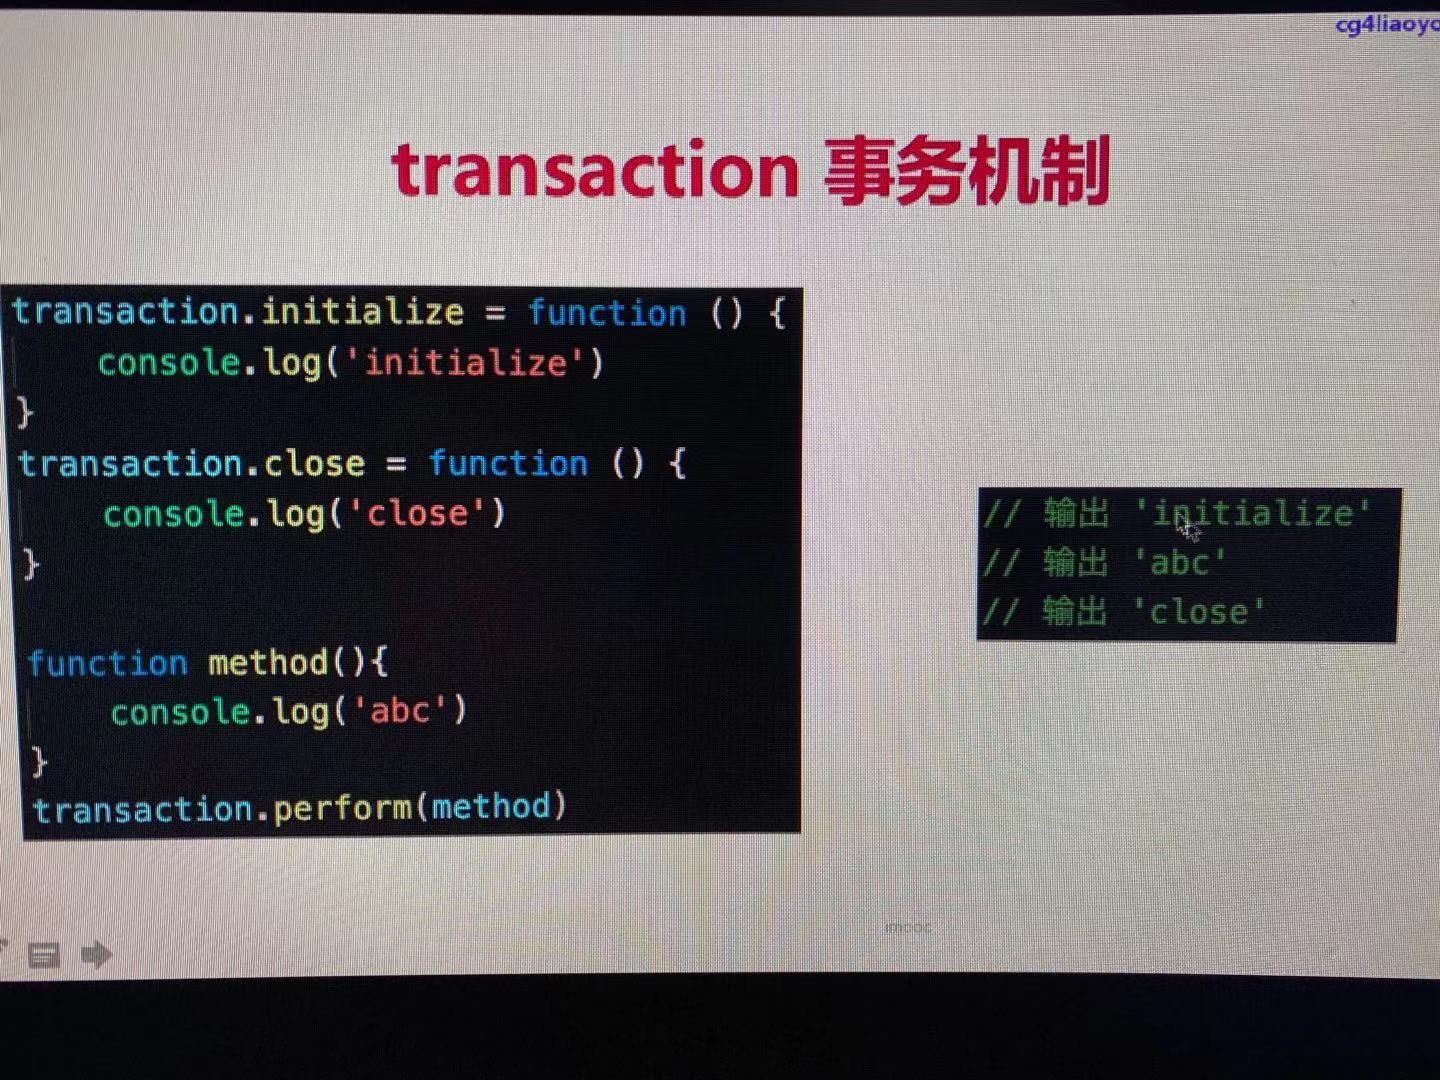 transaction 事务机制
transaction.initialize = function () {
    console.log('initialize')
}
transaction.close = function () {
    console.log('close')
}
function method(){
    console.log('abc')
}
transaction.perform(method)
// 输出 'initialize'
// 输出 'abc'
// 输出 'close'
imooc